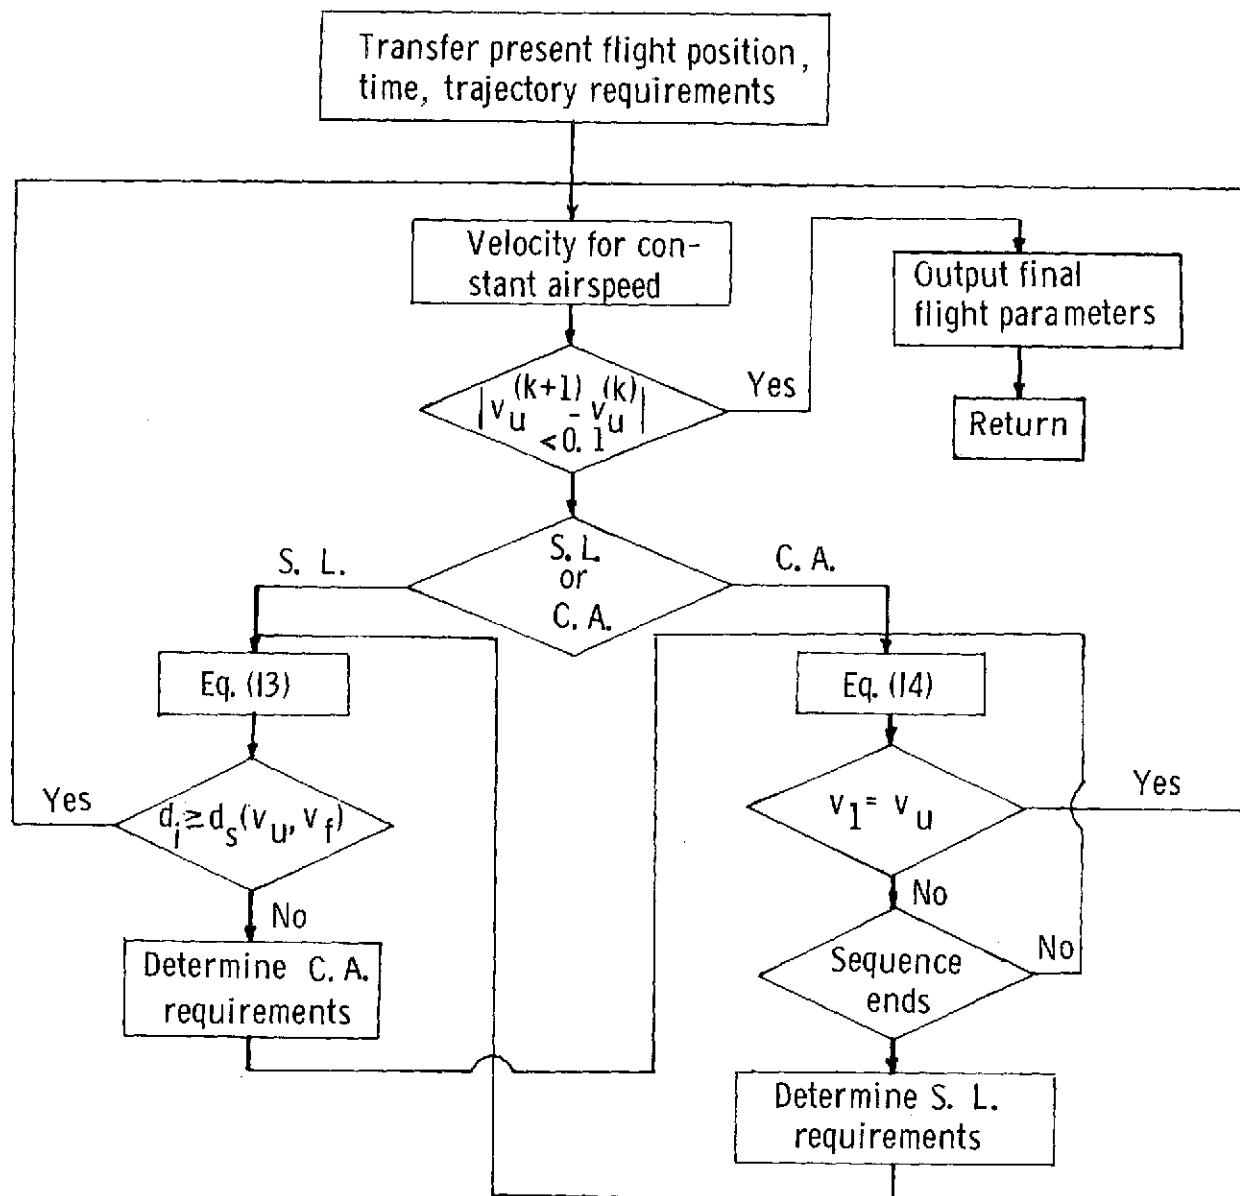 Transfer present flight position,
time, trajectory requirements
Velocity for con-
stant airspeed
Output final
flight parameters
|v_u^(k+1) - v_u^(k)|
<0.1
Yes
Return
S. L.
or
C. A.
S. L.
C. A.
Eq. (13)
Eq. (14)
Yes
d_i ≥ d_s(v_u, v_f)
v_1 = v_u
Yes
No
No
Determine C. A.
requirements
Sequence
ends
No
Determine S. L.
requirements